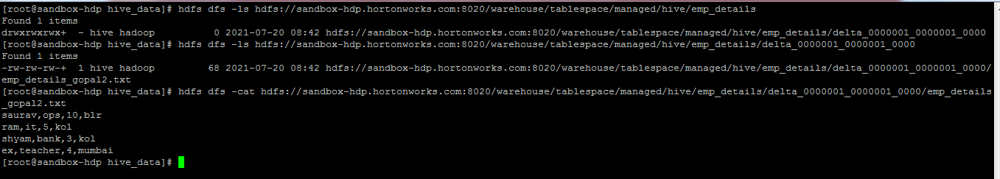 [root@sandbox-hdp hive_data]# hdfs dfs -ls hdfs://sandbox-hdp.hortonworks.com:8020/warehouse/tablespace/managed/hive/emp_details
Found 1 items
drwxrwxrwx+  - hive hadoop          0 2021-07-20 08:42 hdfs://sandbox-hdp.hortonworks.com:8020/warehouse/tablespace/managed/hive/emp_details/delta_0000001_0000001_0000
[root@sandbox-hdp hive_data]# hdfs dfs -ls hdfs://sandbox-hdp.hortonworks.com:8020/warehouse/tablespace/managed/hive/emp_details/delta_0000001_0000001_0000
Found 1 items
-rw-rw-rw-+  1 hive hadoop         68 2021-07-20 08:42 hdfs://sandbox-hdp.hortonworks.com:8020/warehouse/tablespace/managed/hive/emp_details/delta_0000001_0000001_0000/
emp_details_gopal2.txt
[root@sandbox-hdp hive_data]# hdfs dfs -cat hdfs://sandbox-hdp.hortonworks.com:8020/warehouse/tablespace/managed/hive/emp_details/delta_0000001_0000001_0000/emp_details
_gopal2.txt
saurav,ops,10,blr
ram,it,5,kol
shyam,bank,3,kol
ex,teacher,4,mumbai
[root@sandbox-hdp hive_data]#